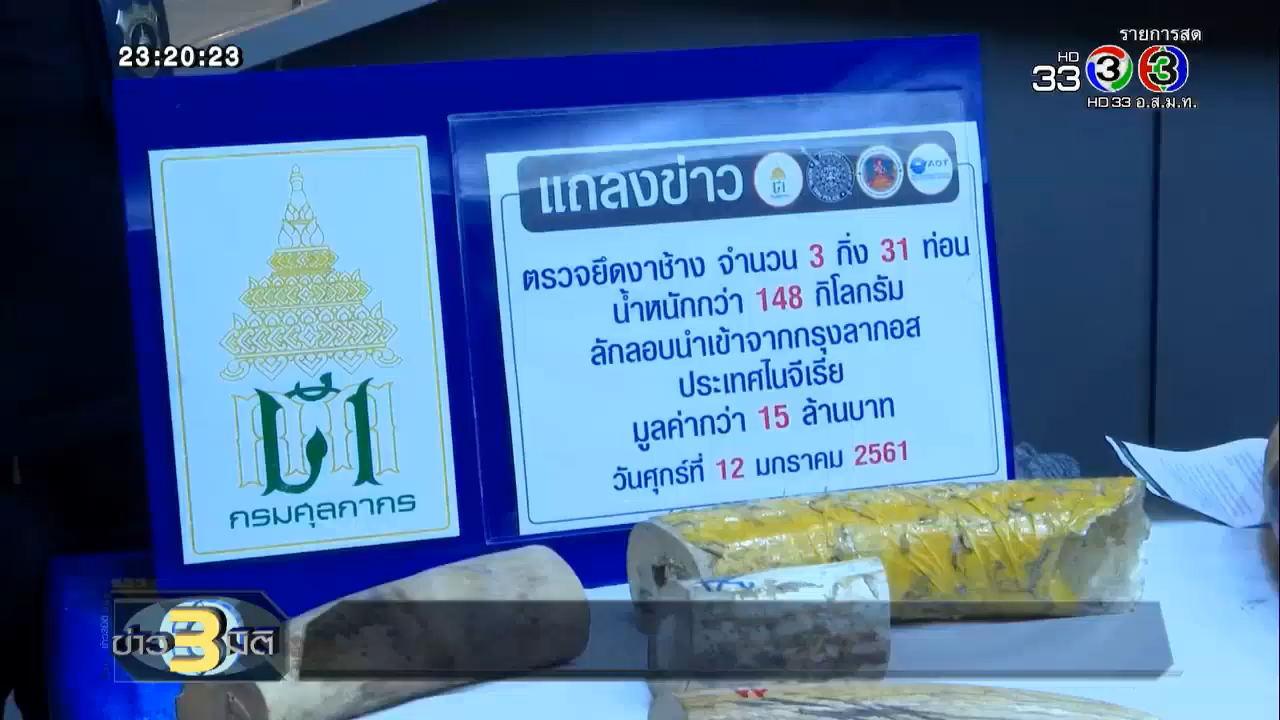 23:20:23
รายการสด
HD
33 3 3
HD33 อ.ส.ม.ท.
แถลงข่าว
AOT
ตรวจยึดงาช้าง จำนวน 3 กิ่ง 31 ท่อน
น้ำหนักกว่า 148 กิโลกรัม
ลักลอบนำเข้าจากกรุงลากอส
ประเทศไนจีเรีย
มูลค่ากว่า 15 ล้านบาท
วันศุกร์ที่ 12 มกราคม 2561
กรมศุลกากร
ข่าว 3 มิติ